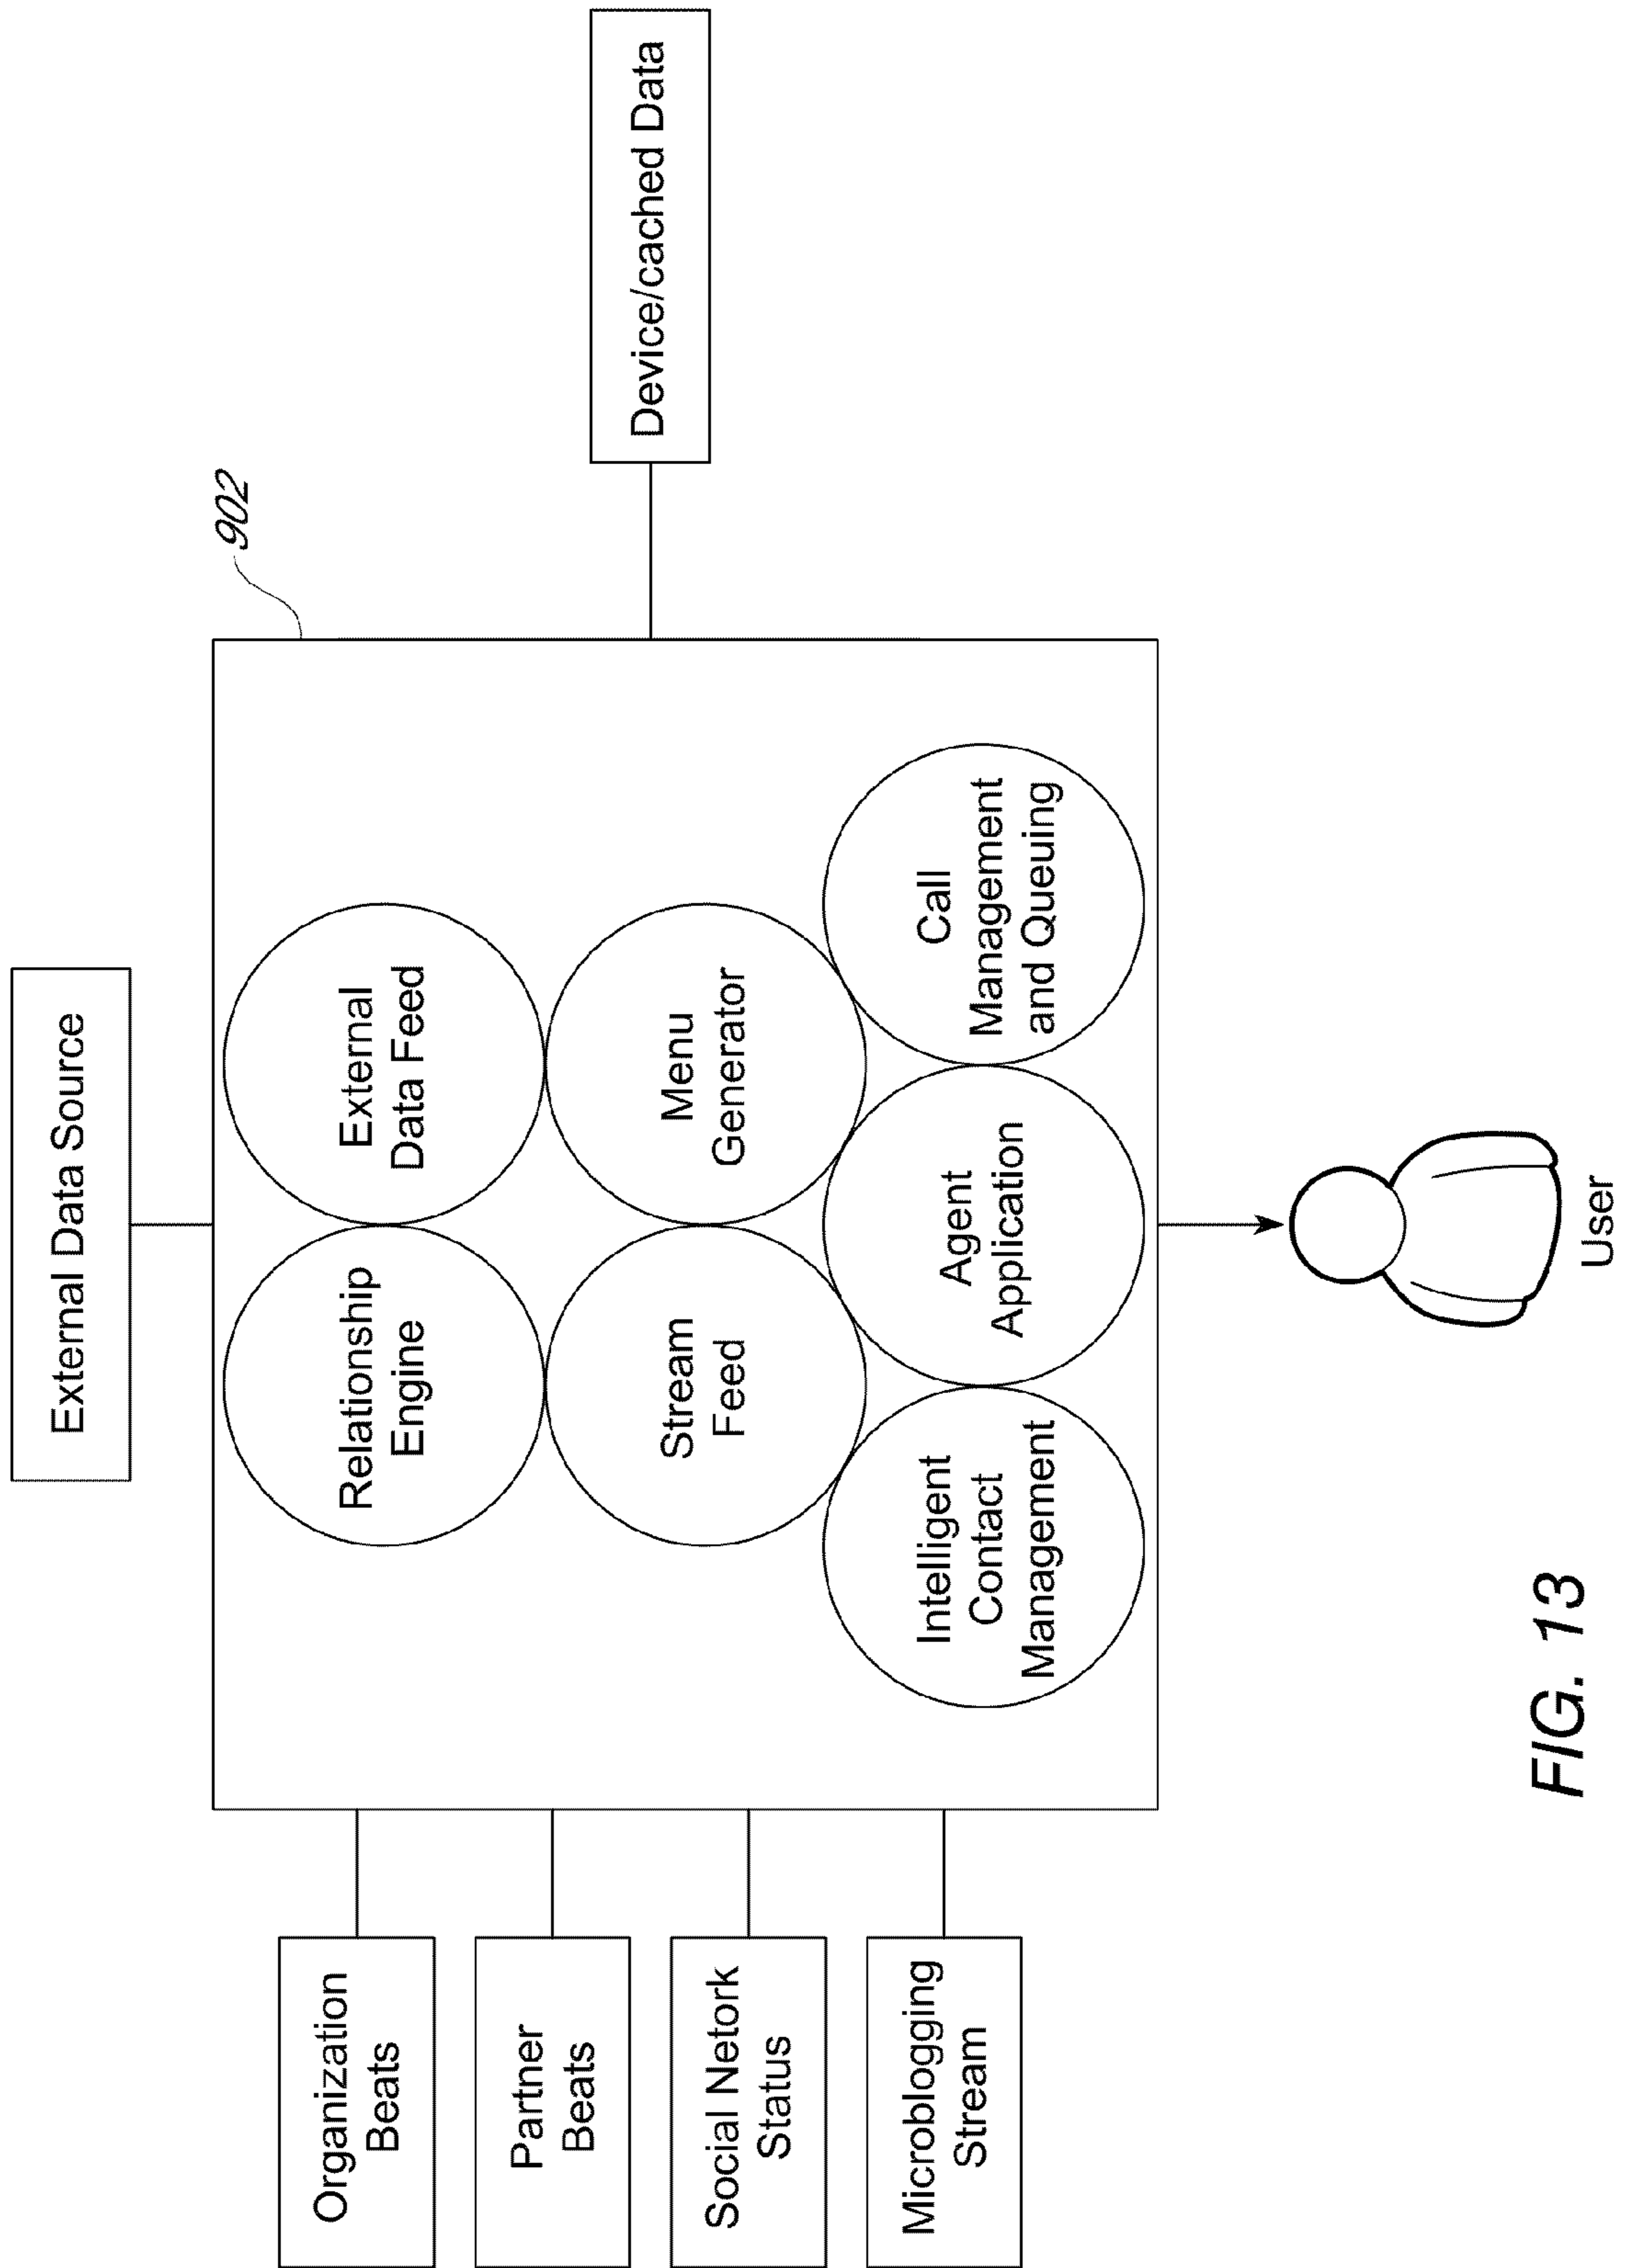 External Data Source
902
Organization
Beats
Partner
Beats
Social Netork
Status
Microblogging
Stream
Relationship
Engine
External
Data Feed
Stream
Feed
Menu
Generator
Intelligent
Contact
Management
Agent
Application
Call
Management
and Queuing
Device/cached Data
User
FIG. 13